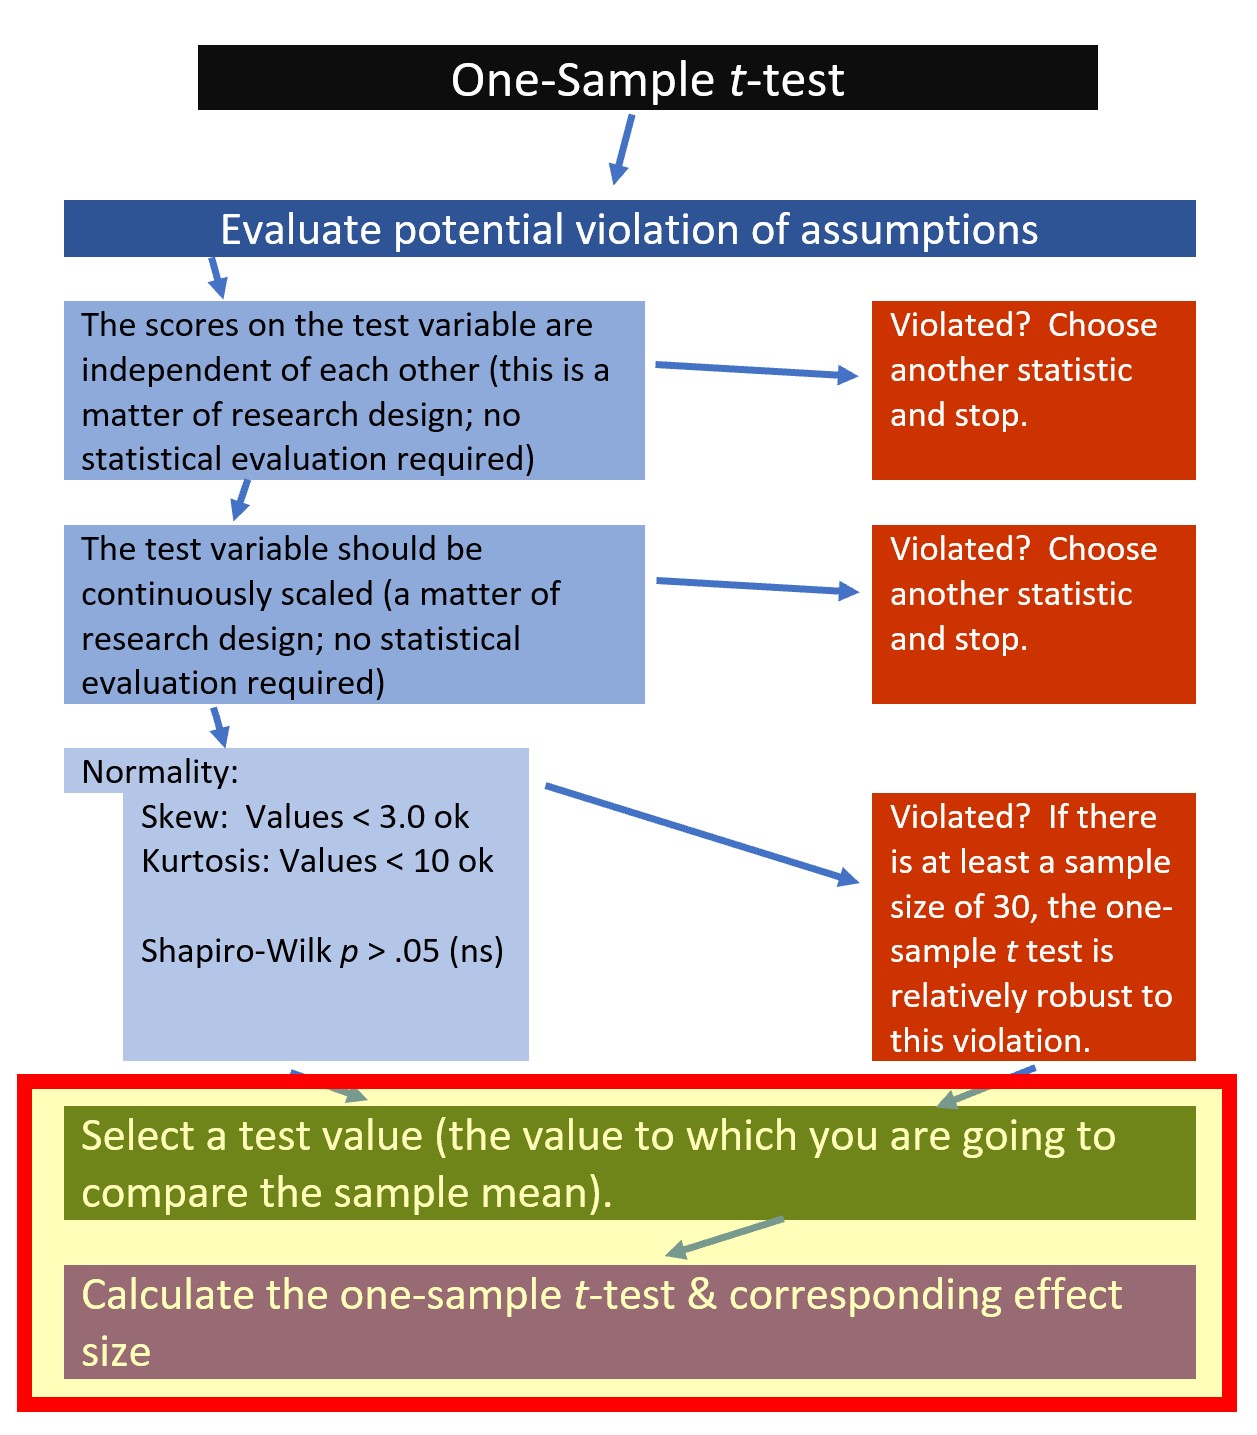 One-Sample t-test
Evaluate potential violation of assumptions
The scores on the test variable are
independent of each other (this is a
matter of research design; no
statistical evaluation required)
Violated?  Choose
another statistic
and stop.
The test variable should be
continuously scaled (a matter of
research design; no statistical
evaluation required)
Violated?  Choose
another statistic
and stop.
Normality:
Skew:  Values < 3.0 ok
Kurtosis: Values < 10 ok
Shapiro-Wilk p > .05 (ns)
Violated?  If there
is at least a sample
size of 30, the one-
sample t test is
relatively robust to
this violation.
Select a test value (the value to which you are going to
compare the sample mean).
Calculate the one-sample t-test & corresponding effect
size